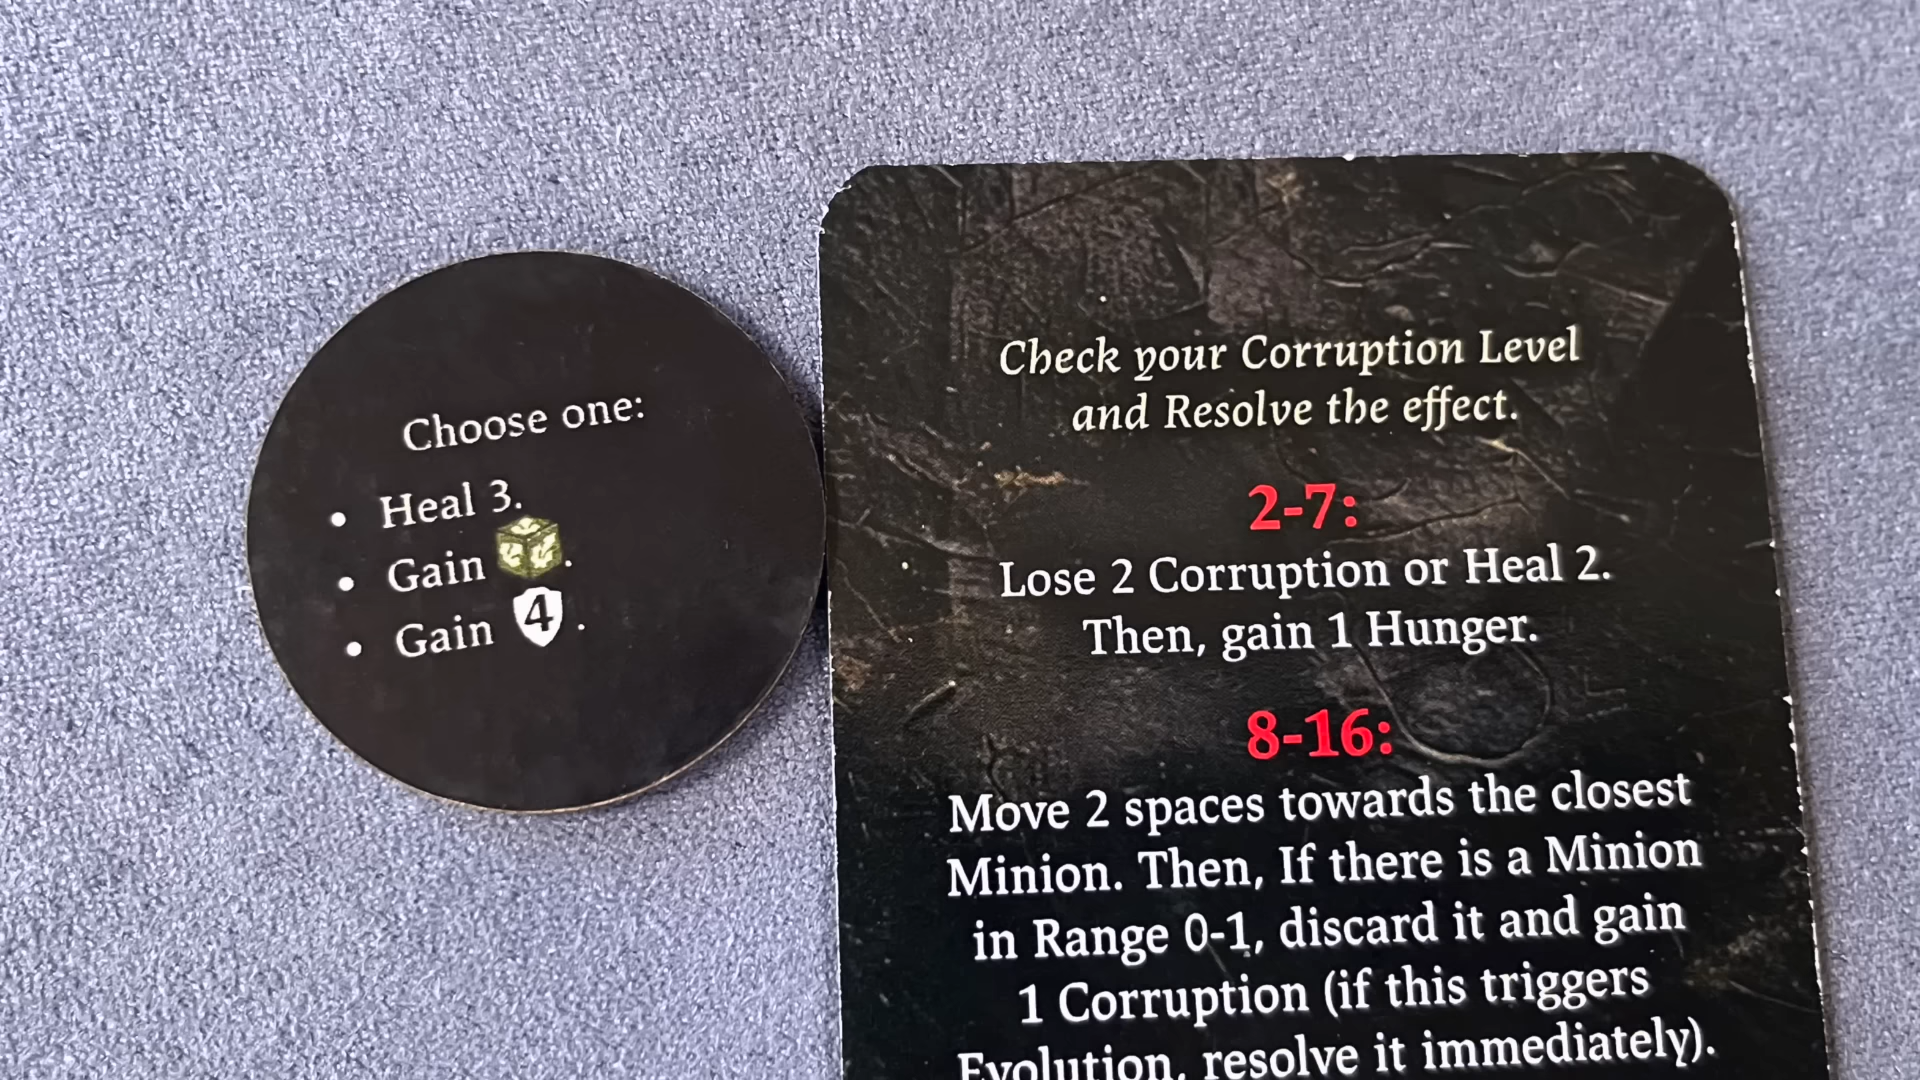 Choose one:
• Heal 3.
• Gain .
• Gain 4 .
Check your Corruption Level
and Resolve the effect.
2-7:
Lose 2 Corruption or Heal 2.
Then, gain 1 Hunger.
8-16:
Move 2 spaces towards the closest
Minion. Then, If there is a Minion
in Range 0-1, discard it and gain
1 Corruption (if this triggers
Evolution, resolve it immediately).